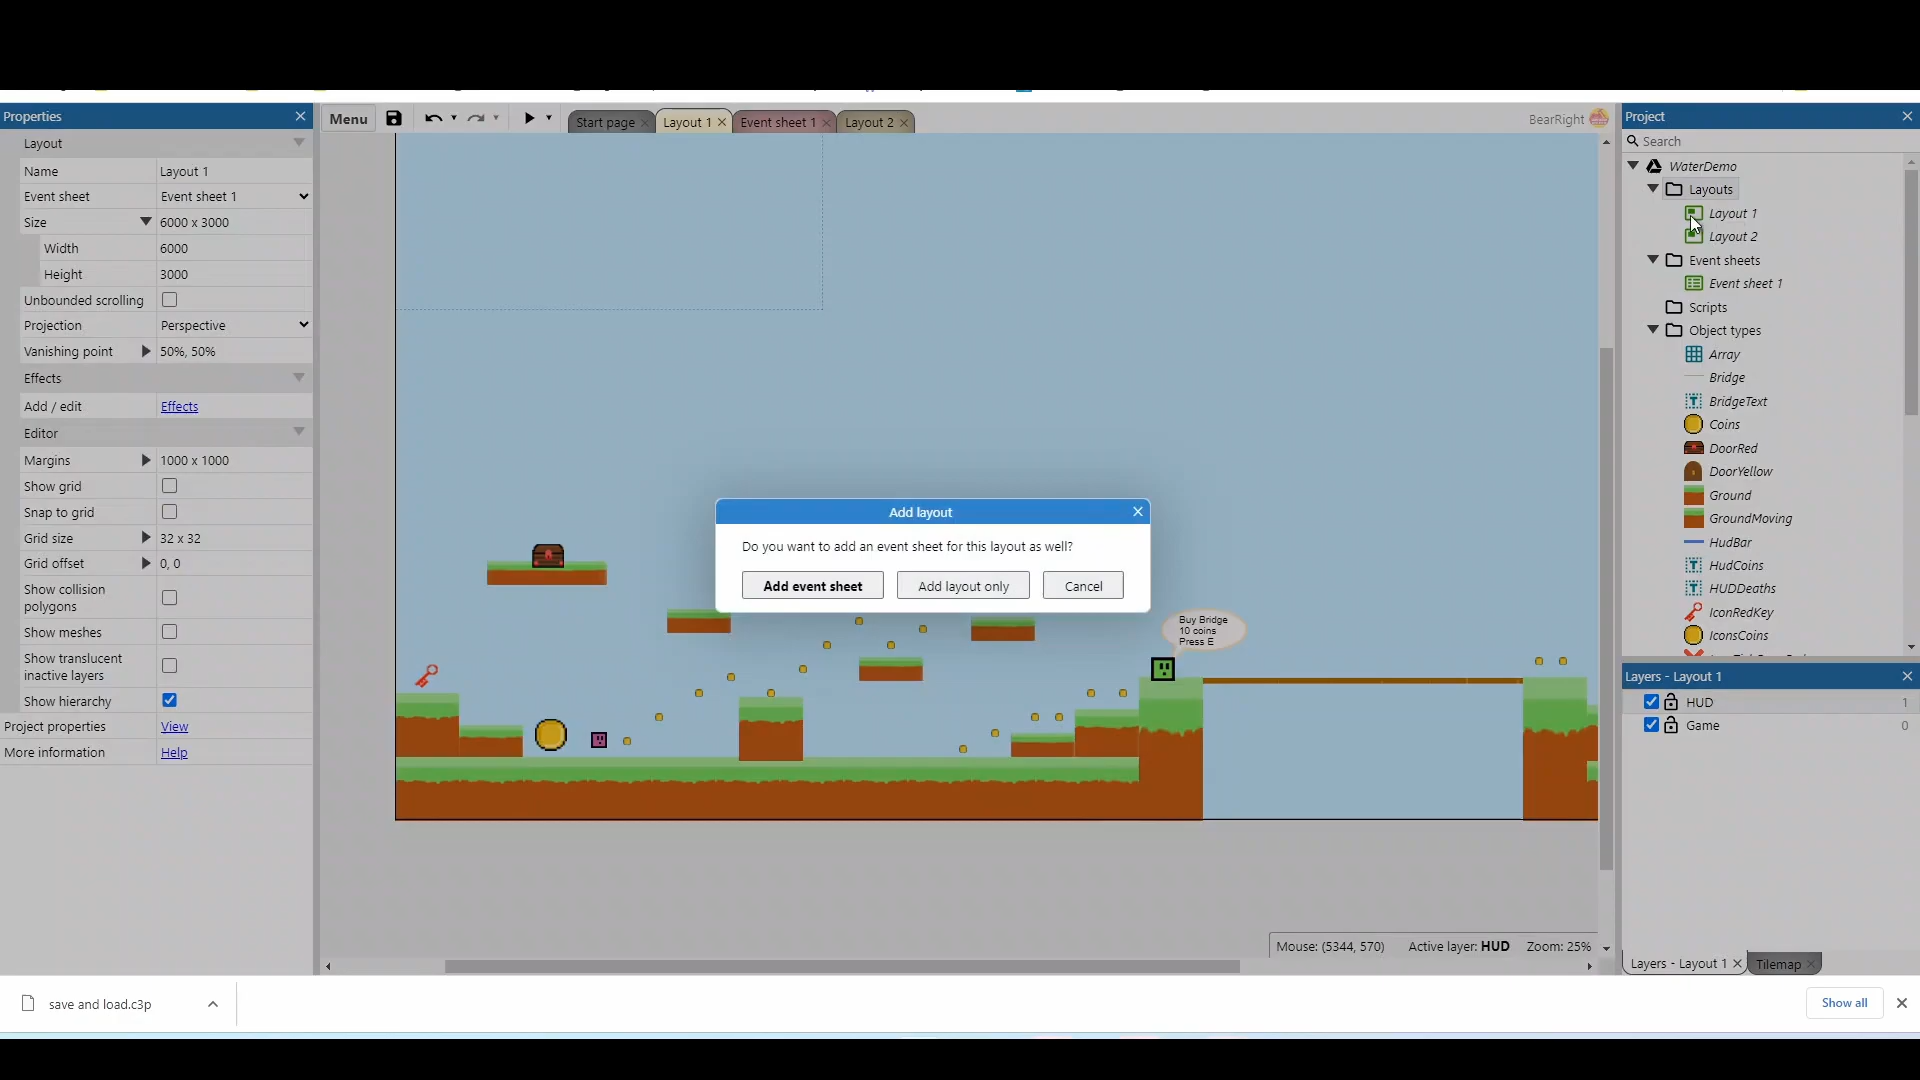 Properties
Layout
Name Layout 1
Event sheet Event sheet 1
Size 6000 x 3000
Width 6000
Height 3000
Unbounded scrolling
Projection Perspective
Vanishing point 50%, 50%
Effects
Add / edit Effects
Editor
Margins 1000 x 1000
Show grid
Snap to grid
Grid size 32 x 32
Grid offset 0, 0
Show collision
polygons
Show meshes
Show translucent
inactive layers
Show hierarchy
Project properties View
More information Help
Menu
Start page Layout 1 Event sheet 1 Layout 2
BearRight
Add layout
Do you want to add an event sheet for this layout as well?
Add event sheet Add layout only Cancel
Buy Bridge
10 coins
Press E
Mouse: (5344, 570) Active layer: HUD Zoom: 25%
Project
Search
WaterDemo
Layouts
Layout 1
Layout 2
Event sheets
Event sheet 1
Scripts
Object types
Array
Bridge
BridgeText
Coins
DoorRed
DoorYellow
Ground
GroundMoving
HudBar
HudCoins
HUDDeaths
IconRedKey
IconsCoins
Layers - Layout 1
HUD 1
Game 0
Layers - Layout 1 Tilemap
save and load.c3p
Show all